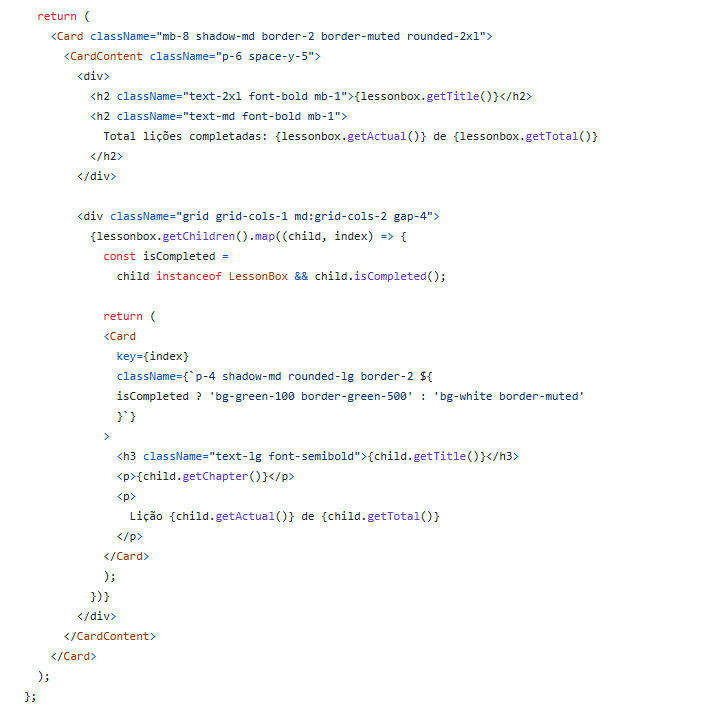 return (
<Card className="mb-8 shadow-md border-2 border-muted rounded-2xl">
<CardContent className="p-6 space-y-5">
<div>
<h2 className="text-2xl font-bold mb-1">{lessonbox.getTitle()}</h2>
<h2 className="text-md font-bold mb-1">
Total lições completadas: {lessonbox.getActual()} de {lessonbox.getTotal()}
</h2>
</div>
<div className="grid grid-cols-1 md:grid-cols-2 gap-4">
{lessonbox.getChildren().map((child, index) => {
const isCompleted =
child instanceof LessonBox && child.isCompleted();
return (
<Card
key={index}
className={`p-4 shadow-md rounded-lg border-2 ${
isCompleted ? 'bg-green-100 border-green-500' : 'bg-white border-muted'
}`}
>
<h3 className="text-lg font-semibold">{child.getTitle()}</h3>
<p>{child.getChapter()}</p>
<p>
Lição {child.getActual()} de {child.getTotal()}
</p>
</Card>
);
})}
</div>
</CardContent>
</Card>
);
};